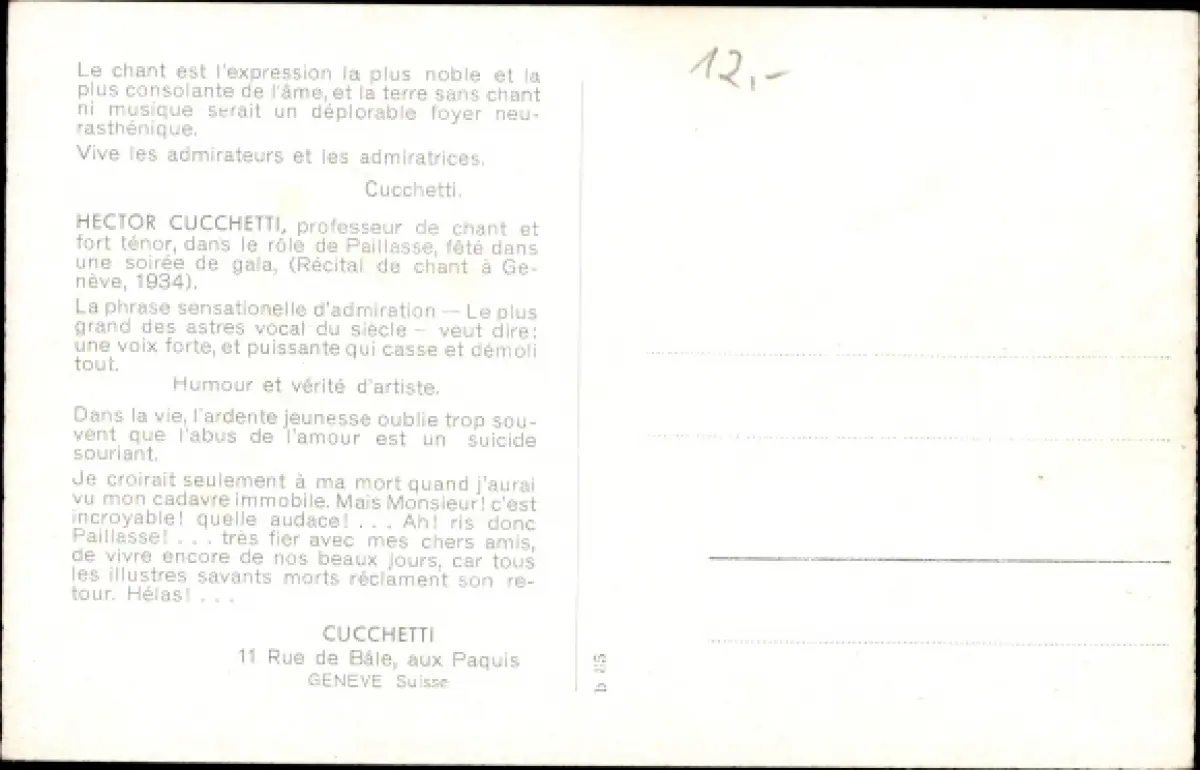 Le chant est l'expression la plus noble et la
plus consolante de l'âme, et la terre sans chant
ni musique serait un déplorable foyer neu-
rasthénique.
Vive les admirateurs et les admiratrices.
Cucchetti.
HECTOR CUCCHETTI, professeur de chant et
fort ténor, dans le rôle de Paillasse, fêté dans
une soirée de gala, (Récital de chant à Ge-
nève, 1934).
La phrase sensationelle d'admiration — Le plus
grand des astres vocal du siècle — veut dire:
une voix forte, et puissante qui casse et démoli
tout.
Humour et vérité d'artiste.
Dans la vie, l'ardente jeunesse oublie trop sou-
vent que l'abus de l'amour est un suicide
souriant.
Je croirait seulement à ma mort quand j'aurai
vu mon cadavre immobile. Mais Monsieur! c'est
incroyable! quelle audace! . . . Ah! ris donc
Paillasse! . . . très fier avec mes chers amis,
de vivre encore de nos beaux jours, car tous
les illustres savants morts réclament son re-
tour. Hélas! . . .
CUCCHETTI
11 Rue de Bâle, aux Paquis
GENEVE Suisse
12,-